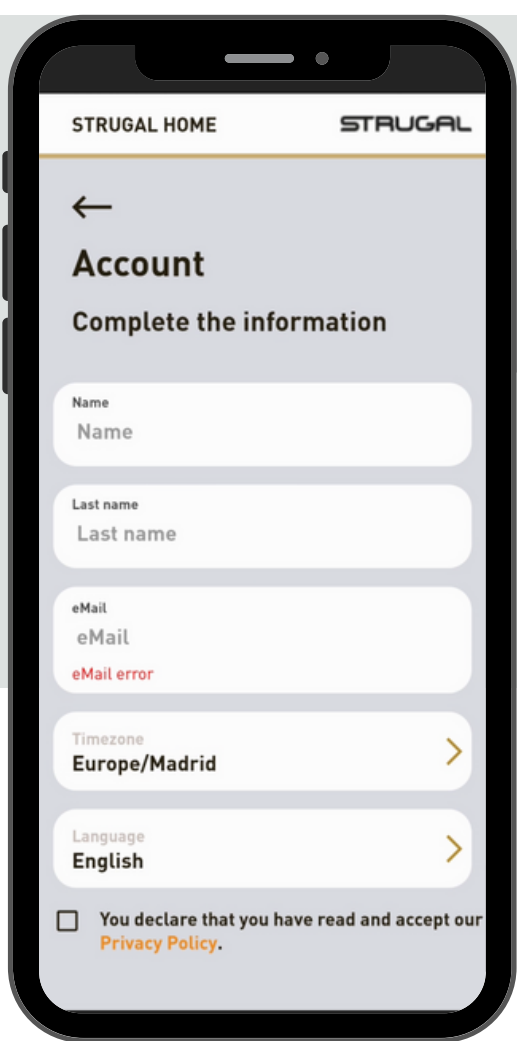 STRUGAL HOME STRUGAL
Account
Complete the information
Name
Name
Last name
Last name
eMail
eMail
eMail error
Timezone
Europe/Madrid
Language
English
You declare that you have read and accept our
Privacy Policy.